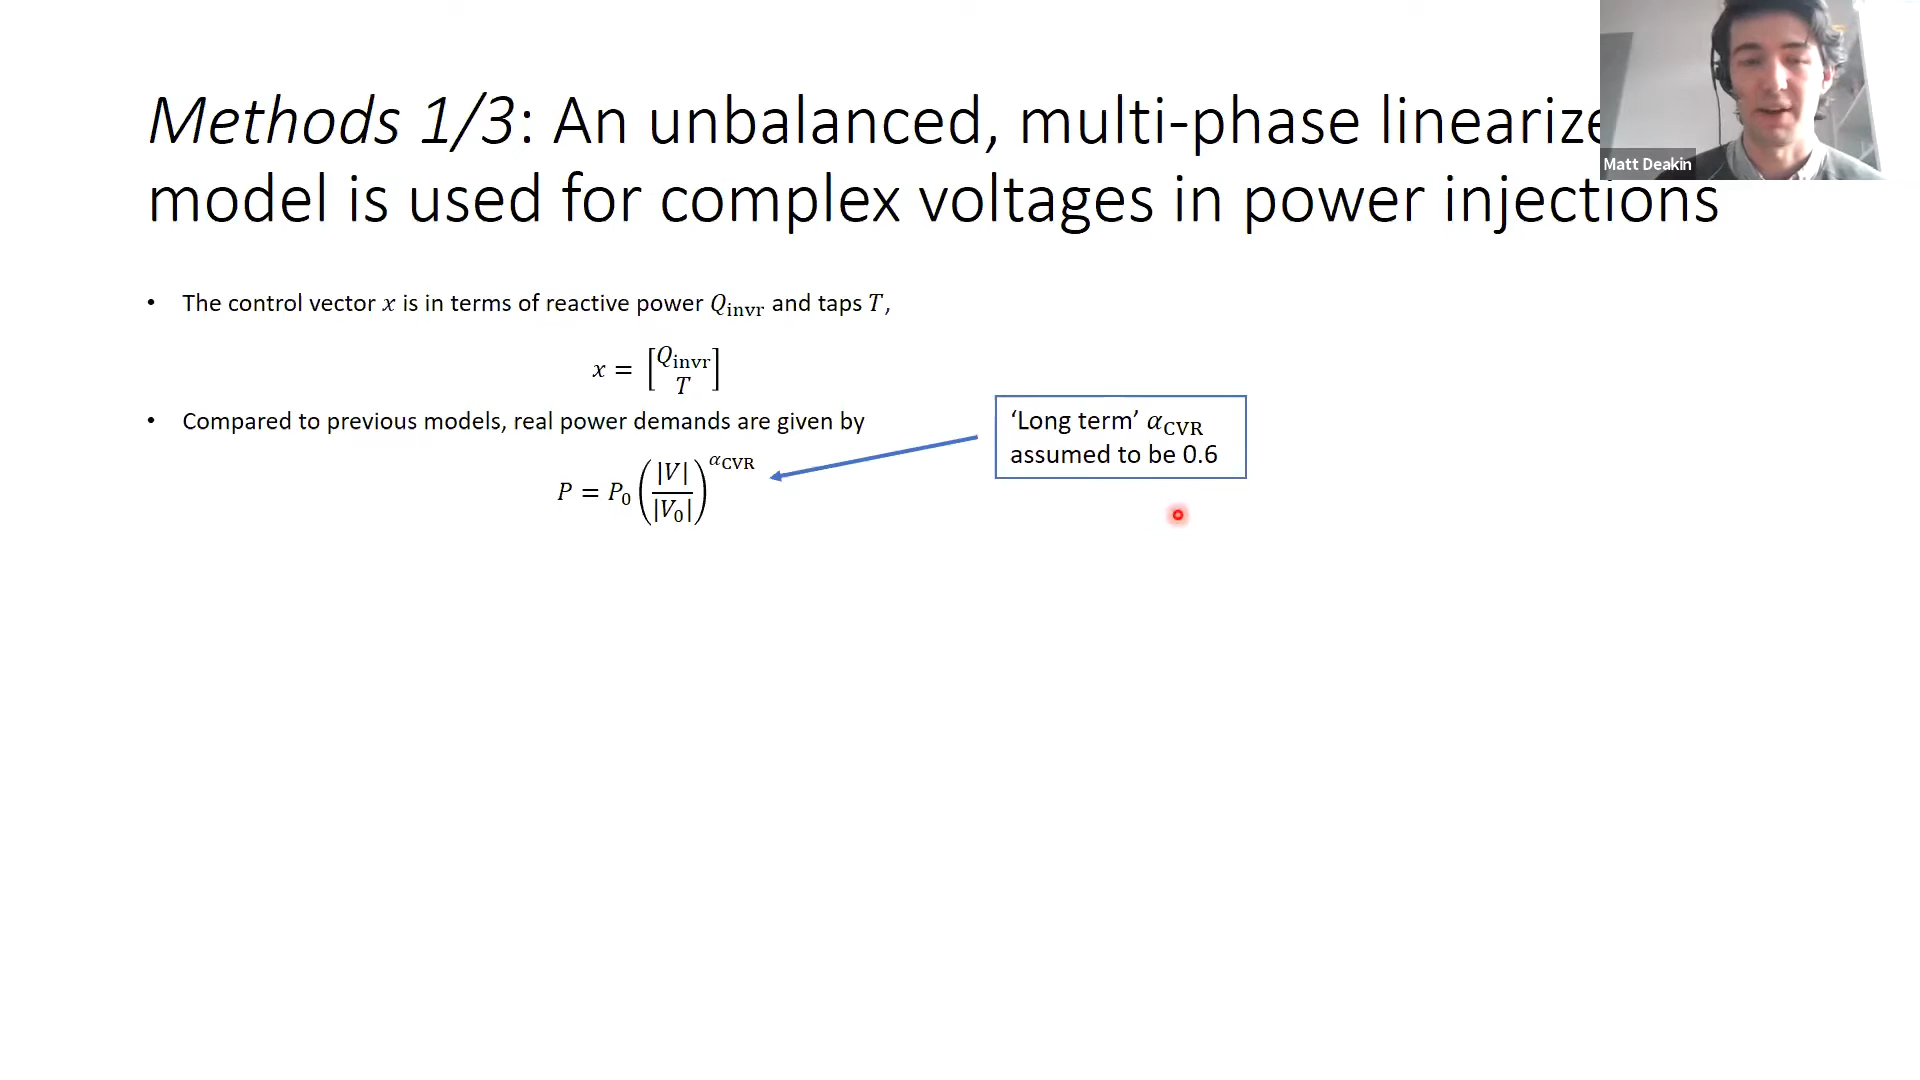 Methods 1/3: An unbalanced, multi-phase linearize
model is used for complex voltages in power injections
Matt Deakin
• The control vector x is in terms of reactive power Q_invr and taps T,
x = [Q_invr
T]
• Compared to previous models, real power demands are given by
P = P_0 (|V| / |V_0|)^α_CVR
‘Long term’ α_CVR
assumed to be 0.6